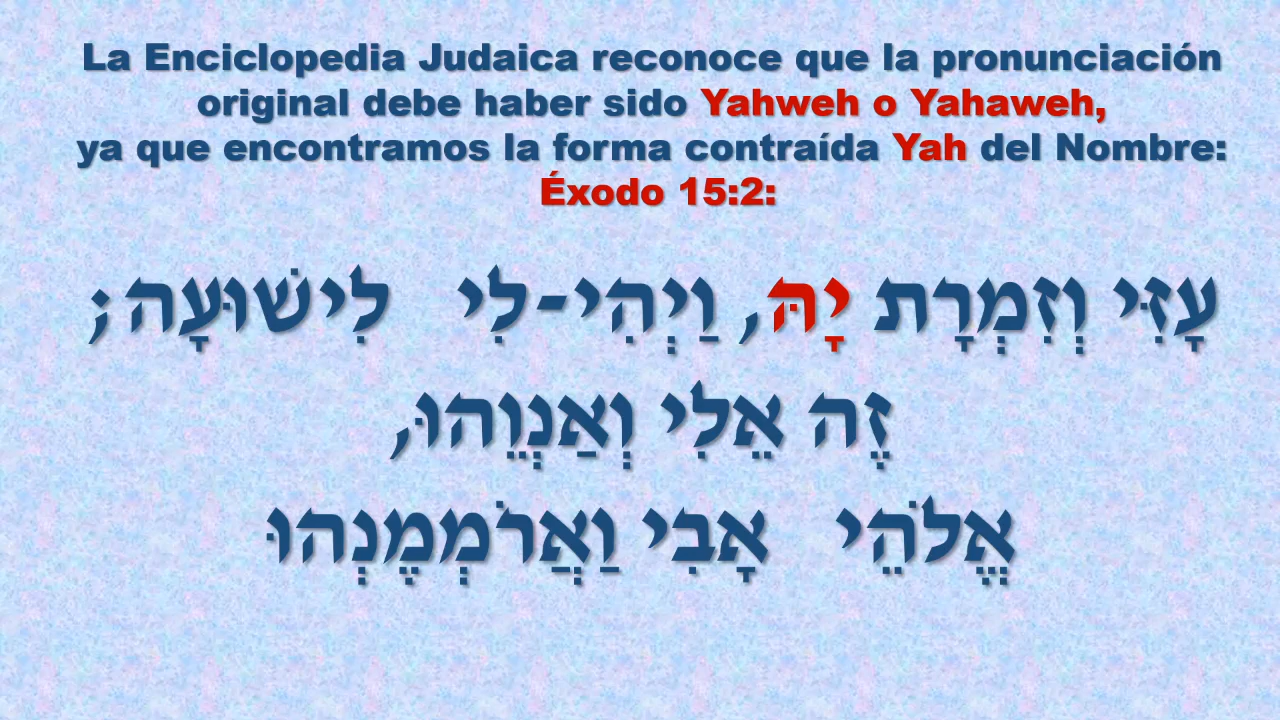 La Enciclopedia Judaica reconoce que la pronunciación
original debe haber sido Yahweh o Yahaweh,
ya que encontramos la forma contraída Yah del Nombre:
Éxodo 15:2:
עָזִּי וְזִמְרָת יָהּ, וַיְהִי-לִי לִישׁוּעָה;
זֶה אֵלִי וְאַנְוֵהוּ,
אֱלֹהֵי אָבִי וַאֲרֹמְמֶנְהוּ